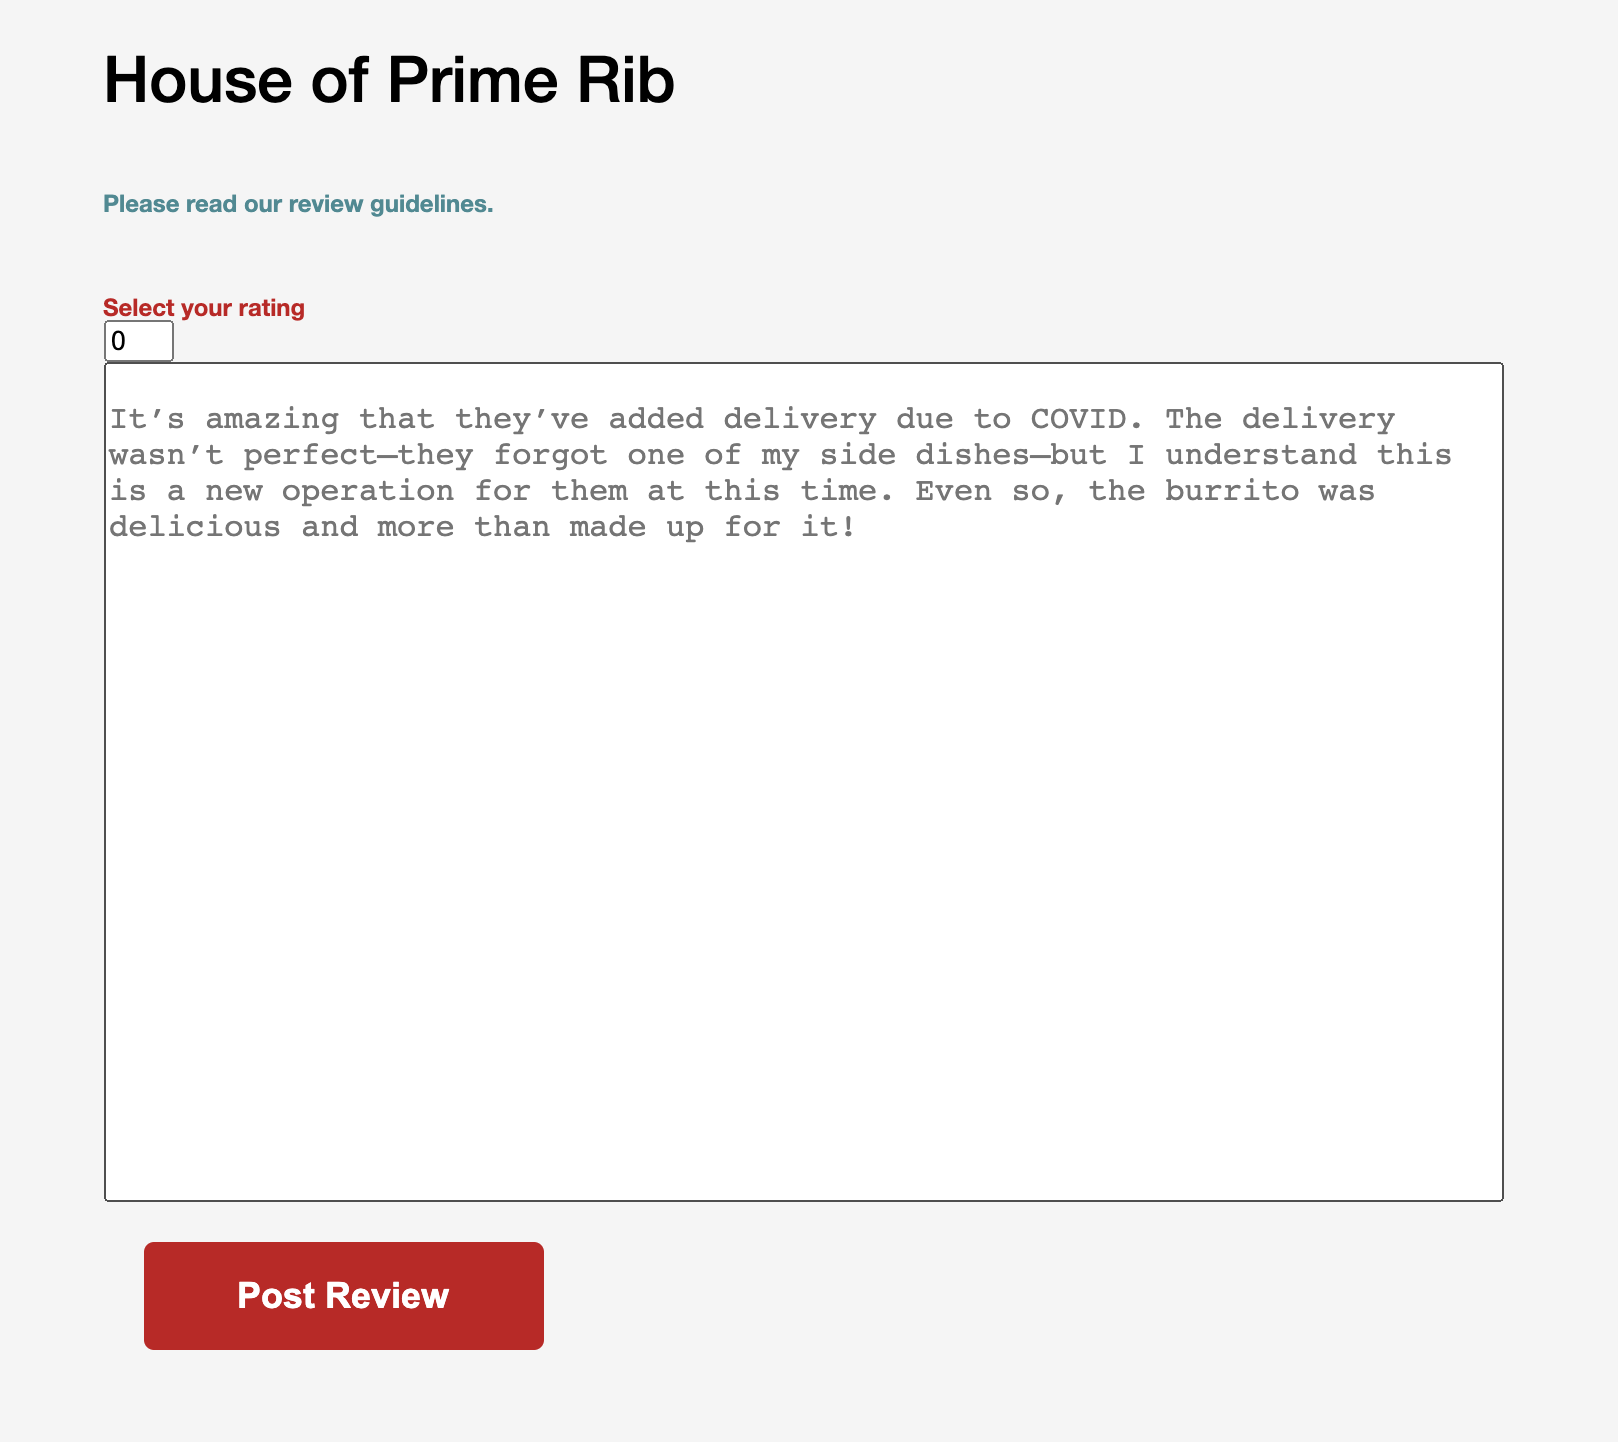 House of Prime Rib
Please read our review guidelines.
Select your rating
0
It’s amazing that they’ve added delivery due to COVID. The delivery
wasn’t perfect—they forgot one of my side dishes—but I understand this
is a new operation for them at this time. Even so, the burrito was
delicious and more than made up for it!
Post Review